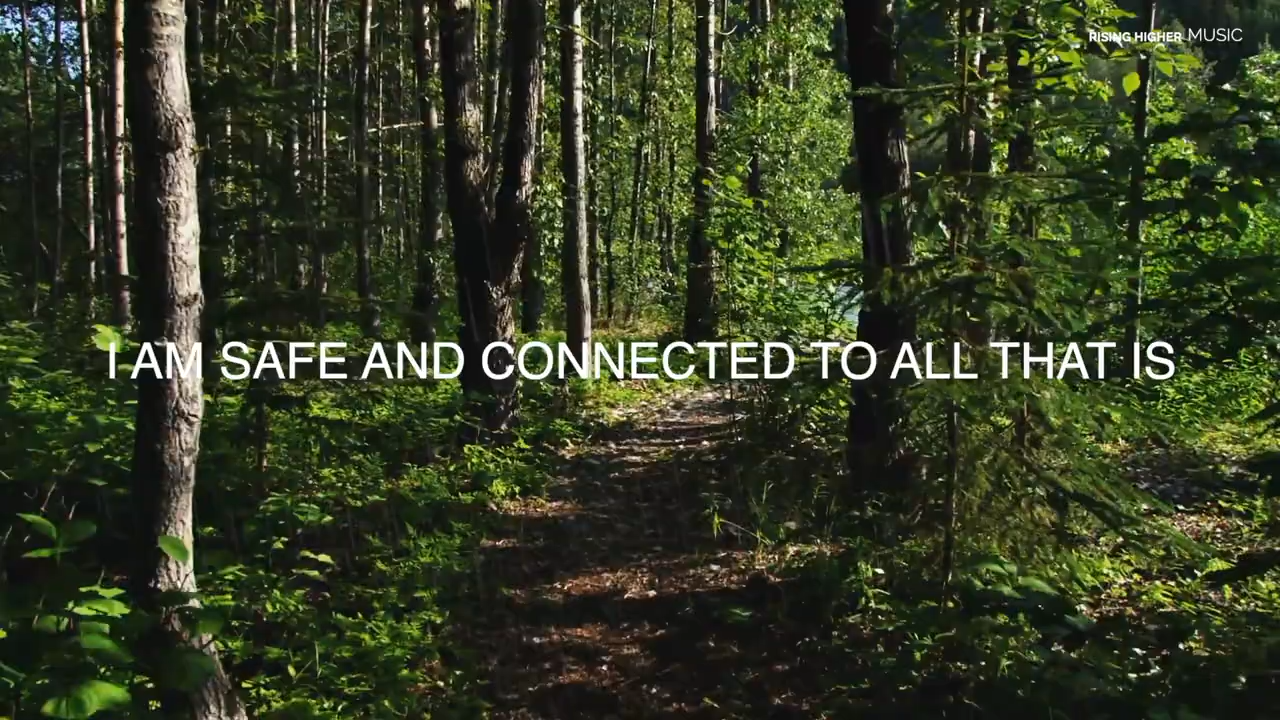 RISING HIGHER MUSIC
I AM SAFE AND CONNECTED TO ALL THAT IS